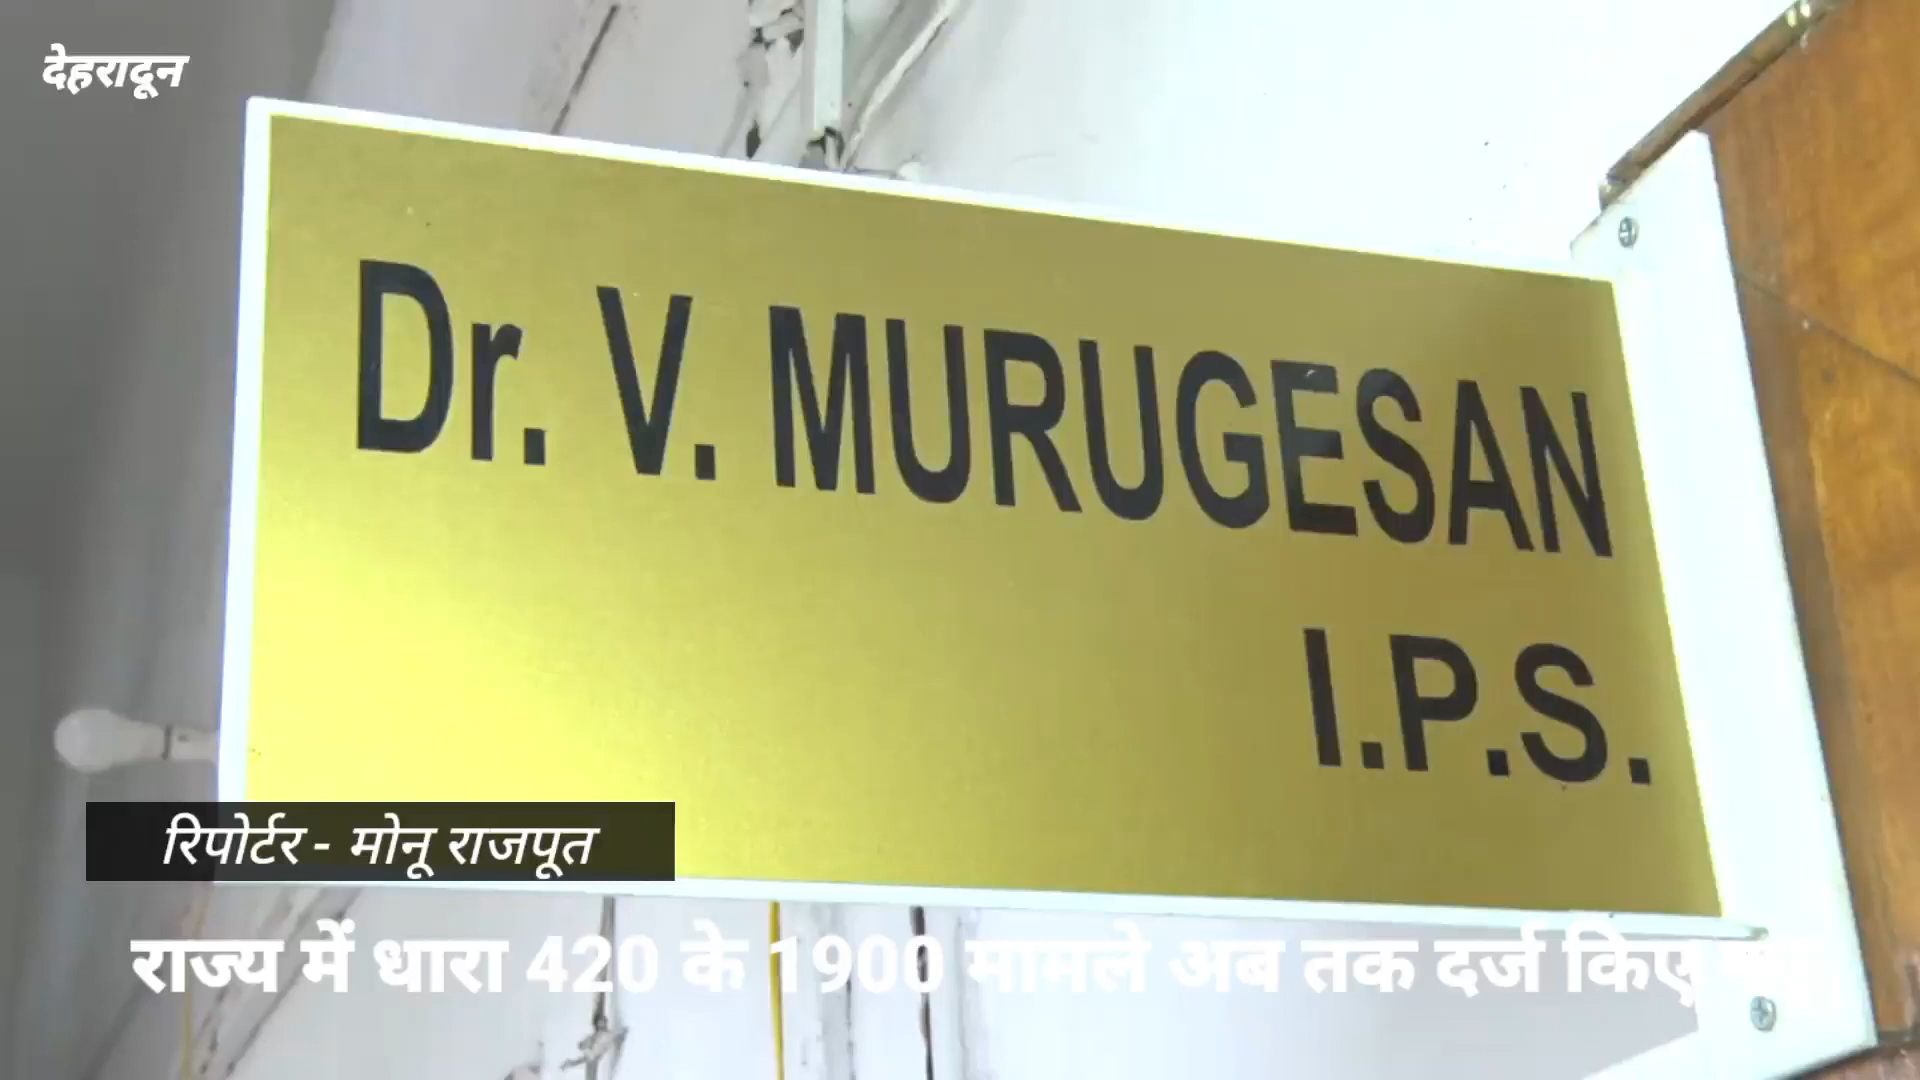 देहरादून
Dr. V. MURUGESAN
I.P.S.
रिपोर्टर - मोनू राजपूत
राज्य में धारा 420 के 1900 मामले अब तक दर्ज किए